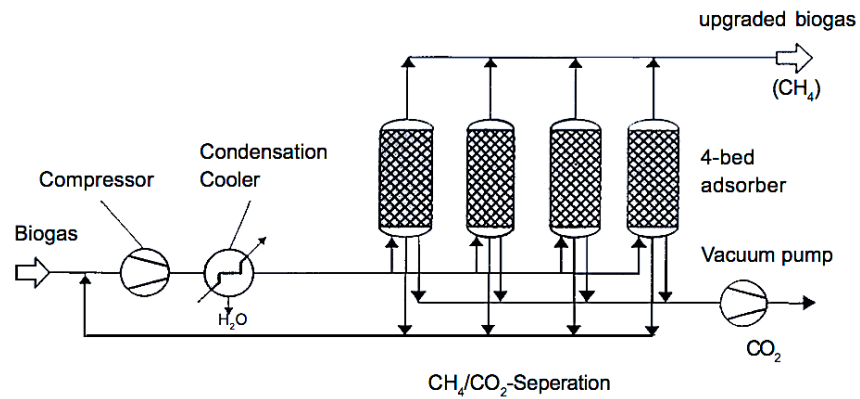 upgraded biogas
(CH₄)
Condensation
Cooler
Compressor
4-bed
adsorber
Biogas
Vacuum pump
H₂O
CO₂
CH₄/CO₂-Seperation